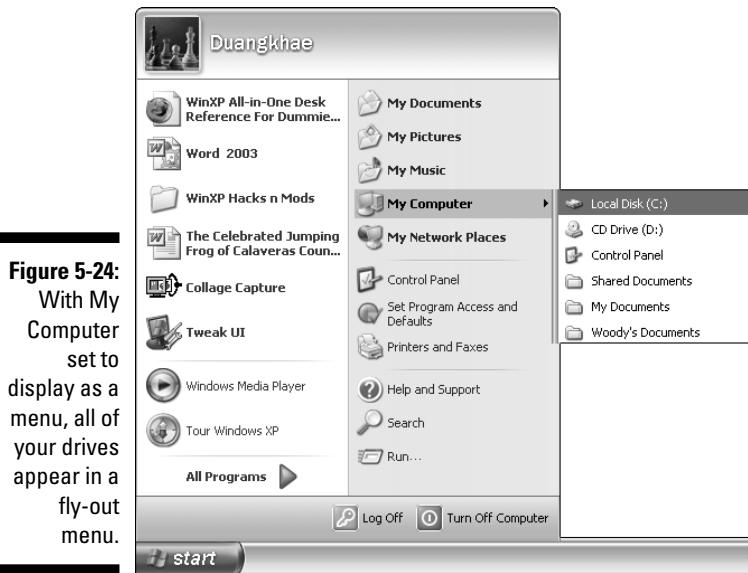 Duangkhae
WinXP All-in-One Desk
Reference For Dummie...
Word 2003
WinXP Hacks n Mods
The Celebrated Jumping
Frog of Calaveras Coun...
Collage Capture
Tweak UI
Windows Media Player
Tour Windows XP
All Programs
My Documents
My Pictures
My Music
My Computer
My Network Places
Control Panel
Set Program Access and
Defaults
Printers and Faxes
Help and Support
Search
Run...
Local Disk (C:)
CD Drive (D:)
Control Panel
Shared Documents
My Documents
Woody's Documents
Log Off
Turn Off Computer
start
Figure 5-24:
With My
Computer
set to
display as a
menu, all of
your drives
appear in a
fly-out
menu.